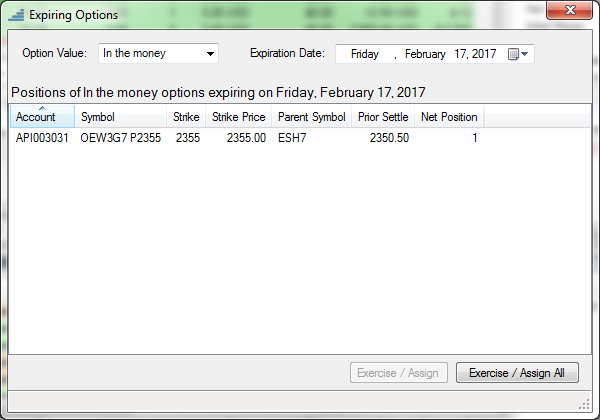 Expiring Options
Option Value: In the money Expiration Date: Friday , February 17, 2017
Positions of In the money options expiring on Friday, February 17, 2017
Account Symbol Strike Strike Price Parent Symbol Prior Settle Net Position
API003031 OEW3G7 P2355 2355 2355.00 ESH7 2350.50 1
Exercise / Assign Exercise / Assign All